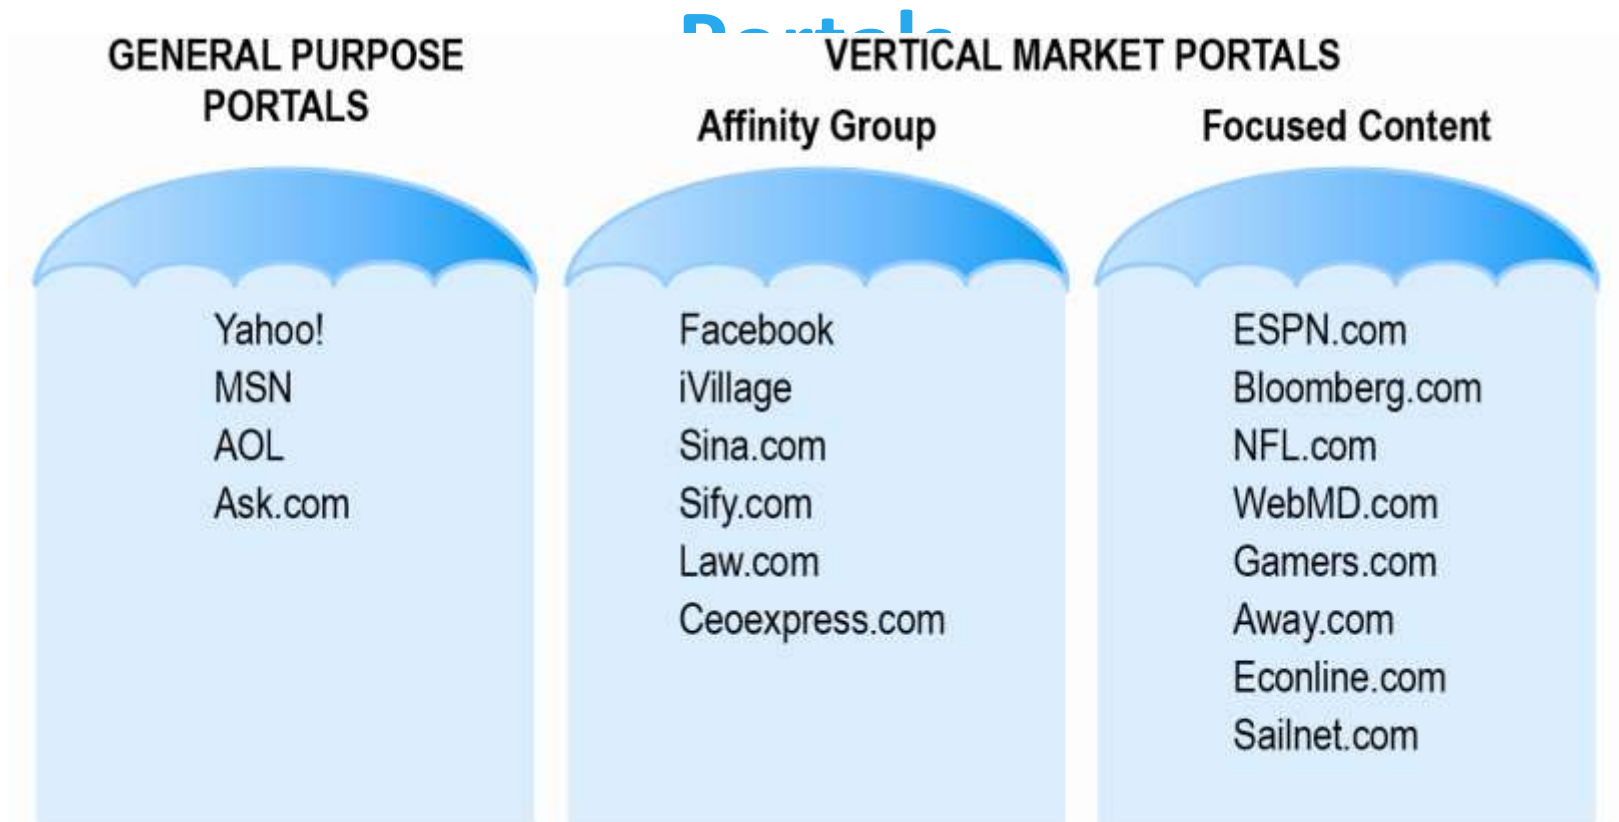 Portals
GENERAL PURPOSE
PORTALS
VERTICAL MARKET PORTALS
Affinity Group
Focused Content
Yahoo!
MSN
AOL
Ask.com
Facebook
iVillage
Sina.com
Sify.com
Law.com
Ceoexpress.com
ESPN.com
Bloomberg.com
NFL.com
WebMD.com
Gamers.com
Away.com
Econline.com
Sailnet.com